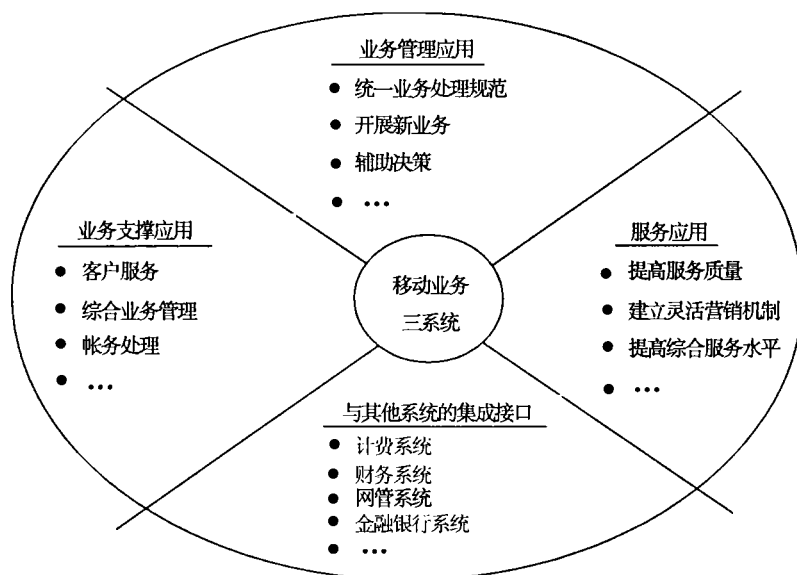 业务管理应用
● 统一业务处理规范
● 开展新业务
● 辅助决策
● …
业务支撑应用
● 客户服务
● 综合业务管理
● 帐务处理
● …
移动业务
三系统
服务应用
● 提高服务质量
● 建立灵活营销机制
● 提高综合服务水平
● …
与其他系统的集成接口
● 计费系统
● 财务系统
● 网管系统
● 金融银行系统
● …